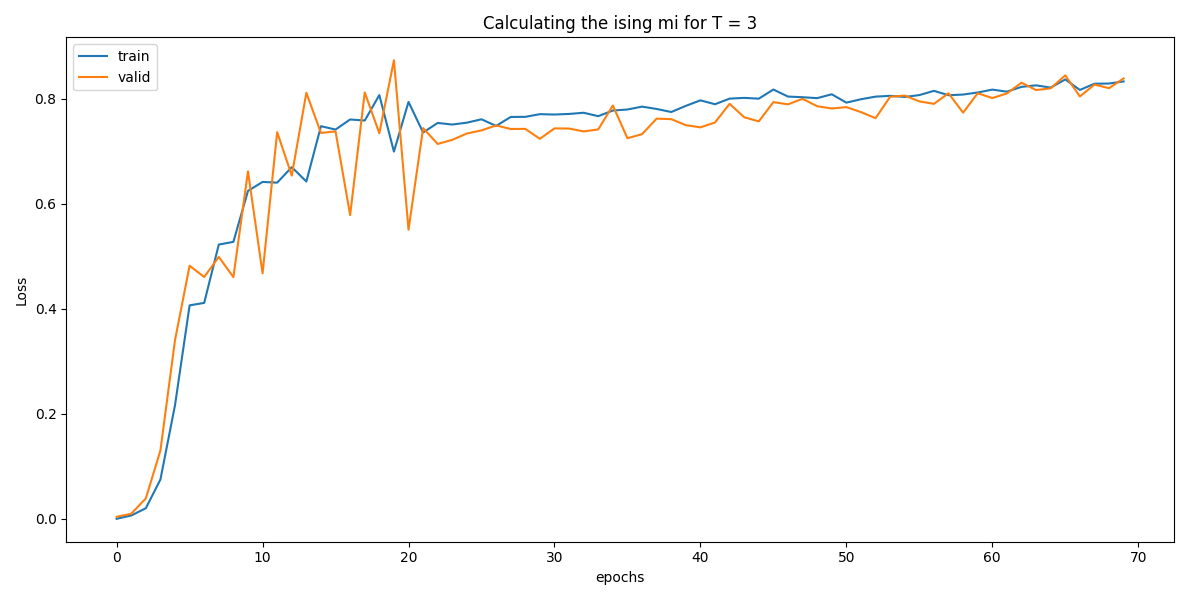 Calculating the ising mi for T = 3
train
valid
Loss
0.8
0.6
0.4
0.2
0.0
0 10 20 30 40 50 60 70
epochs